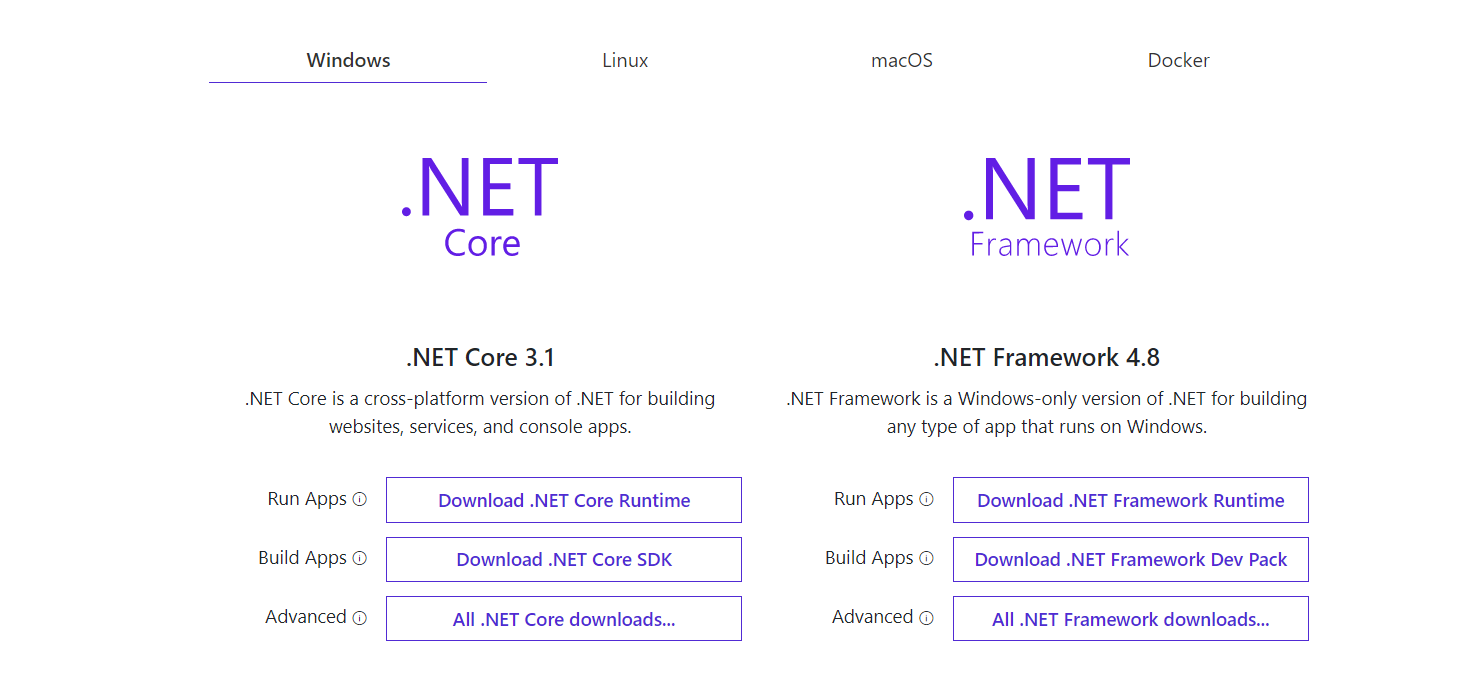 Windows
Linux
macOS
Docker
.NET
Core
.NET
Framework
.NET Core 3.1
.NET Core is a cross-platform version of .NET for building
websites, services, and console apps.
Run Apps
Download .NET Core Runtime
Build Apps
Download .NET Core SDK
Advanced
All .NET Core downloads...
.NET Framework 4.8
.NET Framework is a Windows-only version of .NET for building
any type of app that runs on Windows.
Run Apps
Download .NET Framework Runtime
Build Apps
Download .NET Framework Dev Pack
Advanced
All .NET Framework downloads...